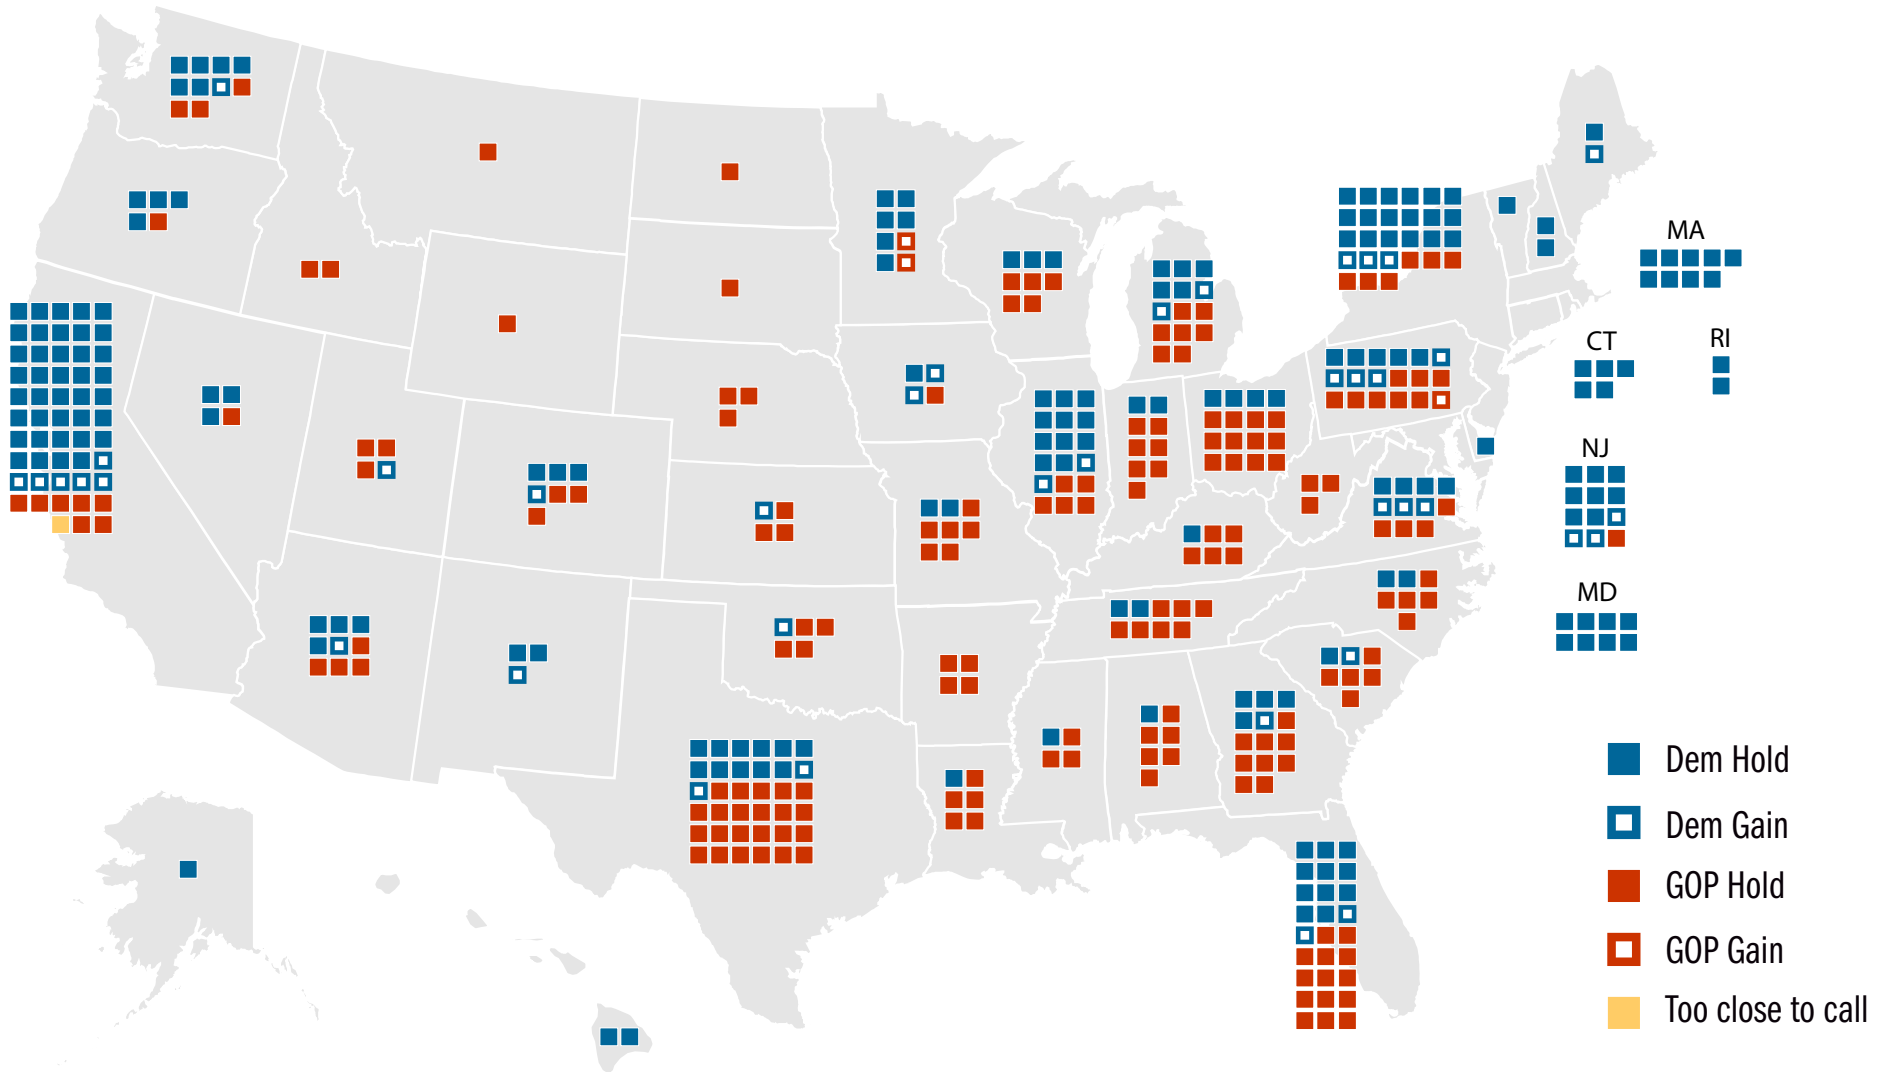 MA
CT
RI
NJ
MD
Dem Hold
Dem Gain
GOP Hold
GOP Gain
Too close to call